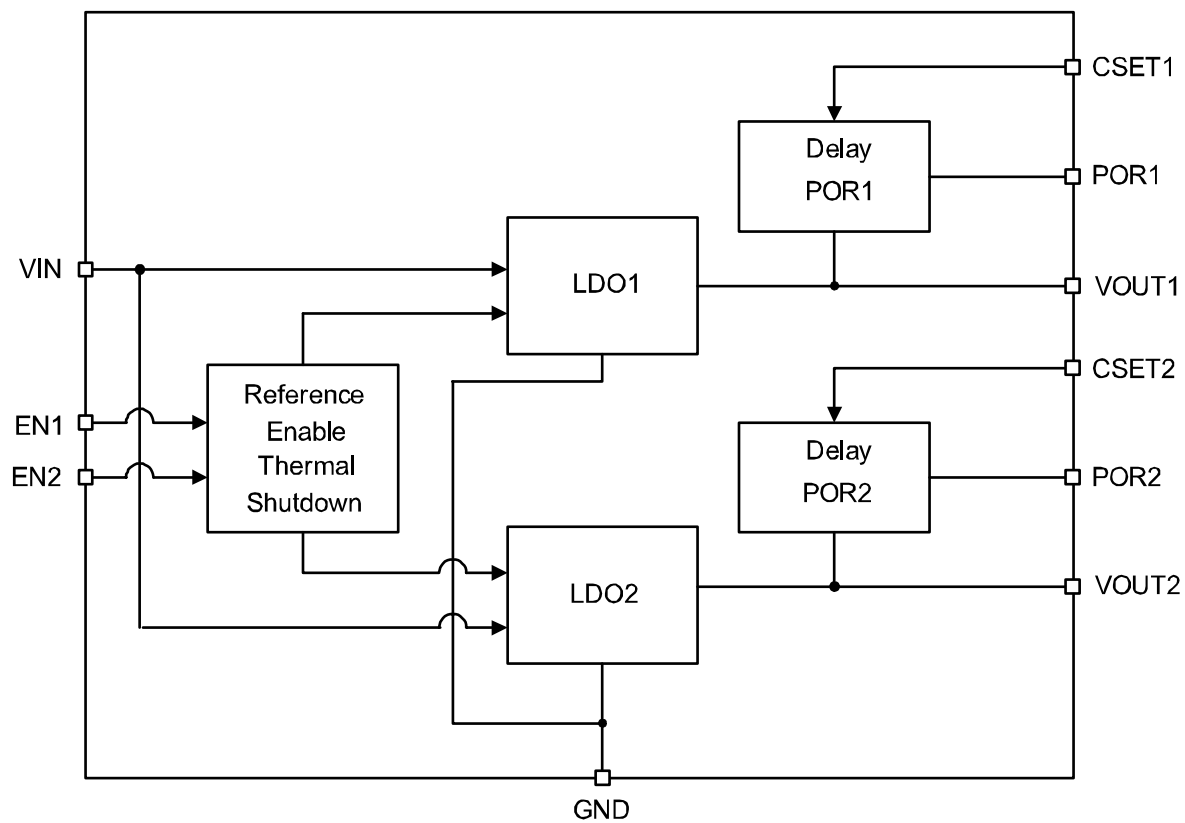 CSET1
Delay
POR1
POR1
VIN
LDO1
VOUT1
CSET2
Reference
Enable
Thermal
Shutdown
EN1
EN2
Delay
POR2
POR2
LDO2
VOUT2
GND